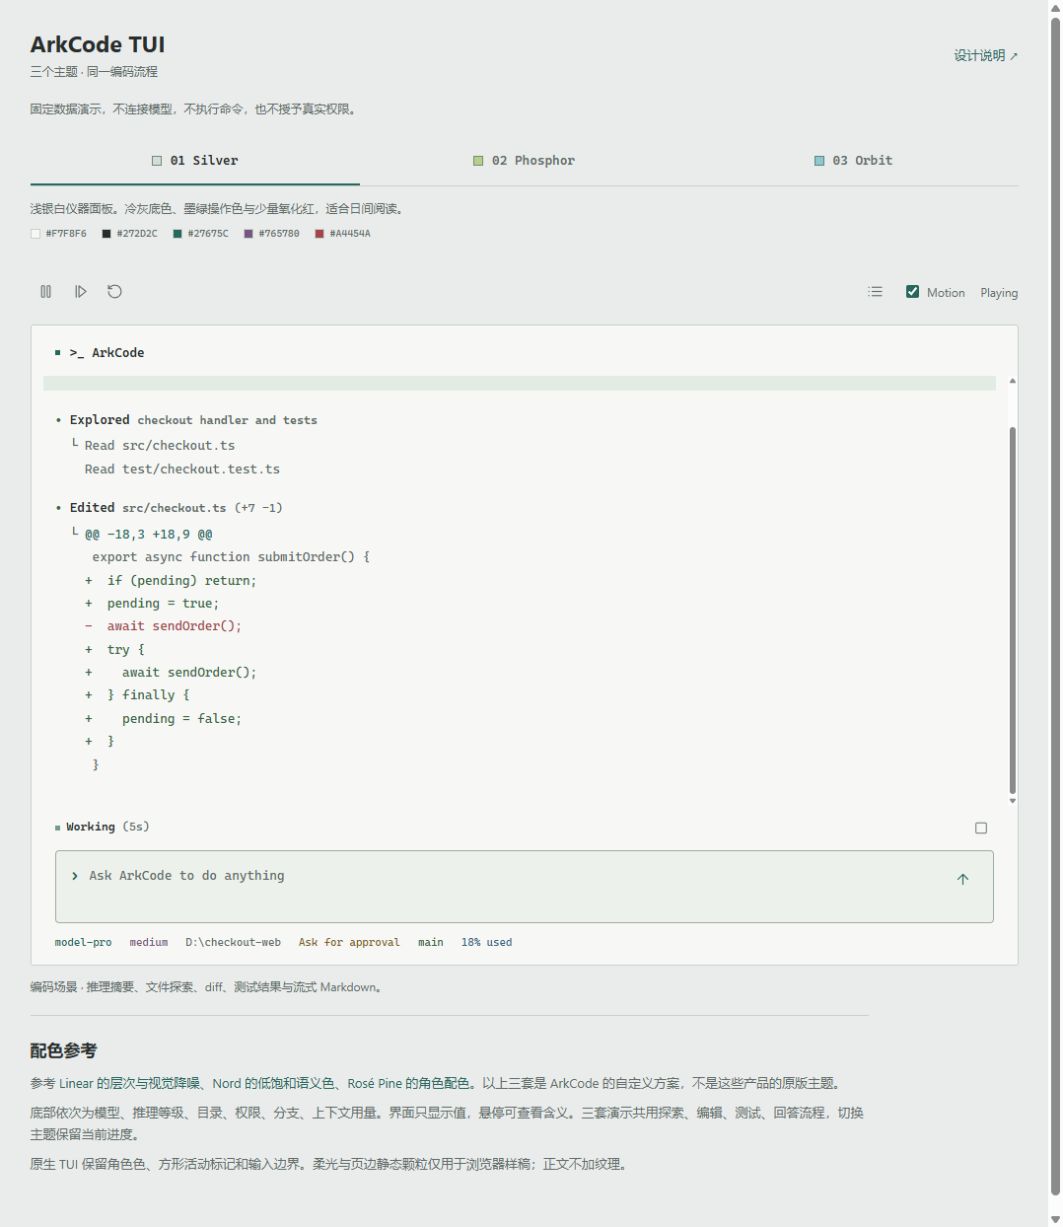 ArkCode TUI
三个主题 · 同一编码流程
设计说明 ↗
固定数据演示，不连接模型，不执行命令，也不授予真实权限。
01 Silver
02 Phosphor
03 Orbit
浅银白仪器面板。冷灰底色、墨绿操作色与少量氧化红，适合日间阅读。
#F7F8F6 #272D2C #27675C #765780 #A4454A
Motion Playing
>_ ArkCode
• Explored checkout handler and tests
└ Read src/checkout.ts
Read test/checkout.test.ts
• Edited src/checkout.ts (+7 -1)
└ @@ -18,3 +18,9 @@
export async function submitOrder() {
+ if (pending) return;
+ pending = true;
- await sendOrder();
+ try {
+ await sendOrder();
+ } finally {
+ pending = false;
+ }
}
Working (5s)
› Ask ArkCode to do anything
model-pro medium D:\checkout-web Ask for approval main 18% used
编码场景 · 推理摘要、文件探索、diff、测试结果与流式 Markdown。
配色参考
参考 Linear 的层次与视觉降噪、Nord 的低饱和语义色、Rosé Pine 的角色配色。以上三套是 ArkCode 的自定义方案，不是这些产品的原版主题。
底部依次为模型、推理等级、目录、权限、分支、上下文用量。界面只显示值，悬停可查看含义。三套演示共用探索、编辑、测试、回答流程，切换
主题保留当前进度。
原生 TUI 保留角色色、方形活动标记和输入边界。柔光与页边静态颗粒仅用于浏览器样稿；正文不加纹理。